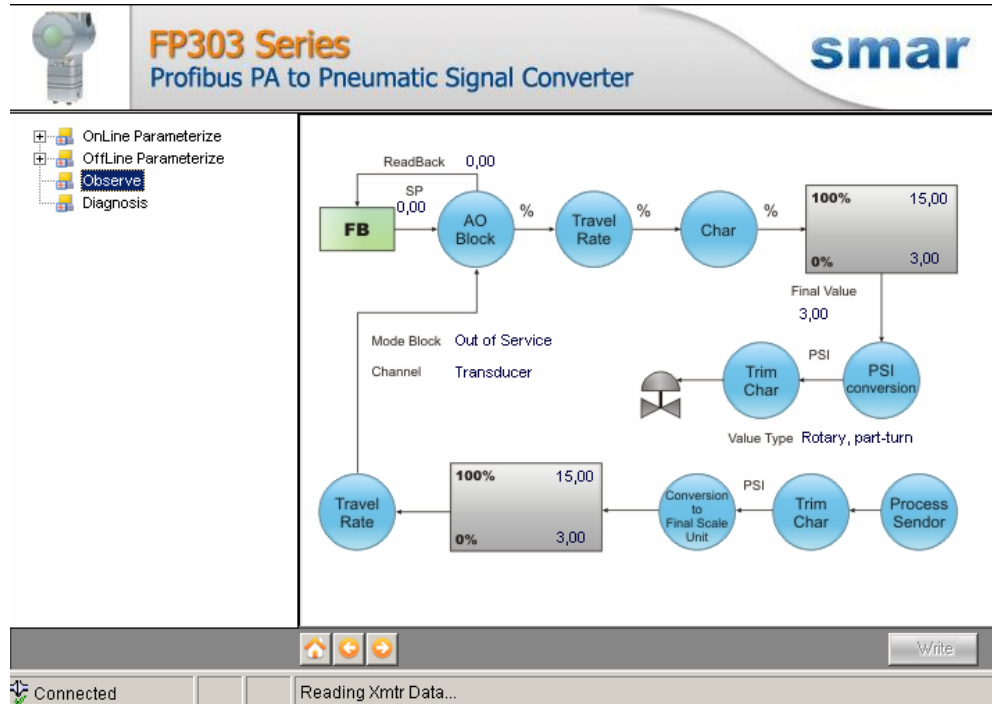 FP303 Series
Profibus PA to Pneumatic Signal Converter
smar
OnLine Parameterize
OffLine Parameterize
Observe
Diagnosis
ReadBack 0,00
SP
0,00
FB
AO
Block
%
Travel
Rate
%
Char
%
100% 15,00
0% 3,00
Final Value
3,00
Mode Block Out of Service
Channel Transducer
PSI
Trim
Char
PSI
conversion
Value Type Rotary, part-turn
Travel
Rate
100% 15,00
0% 3,00
Conversion
to
Final Scale
Unit
PSI
Trim
Char
Process
Sendor
Write
Connected
Reading Xmtr Data...